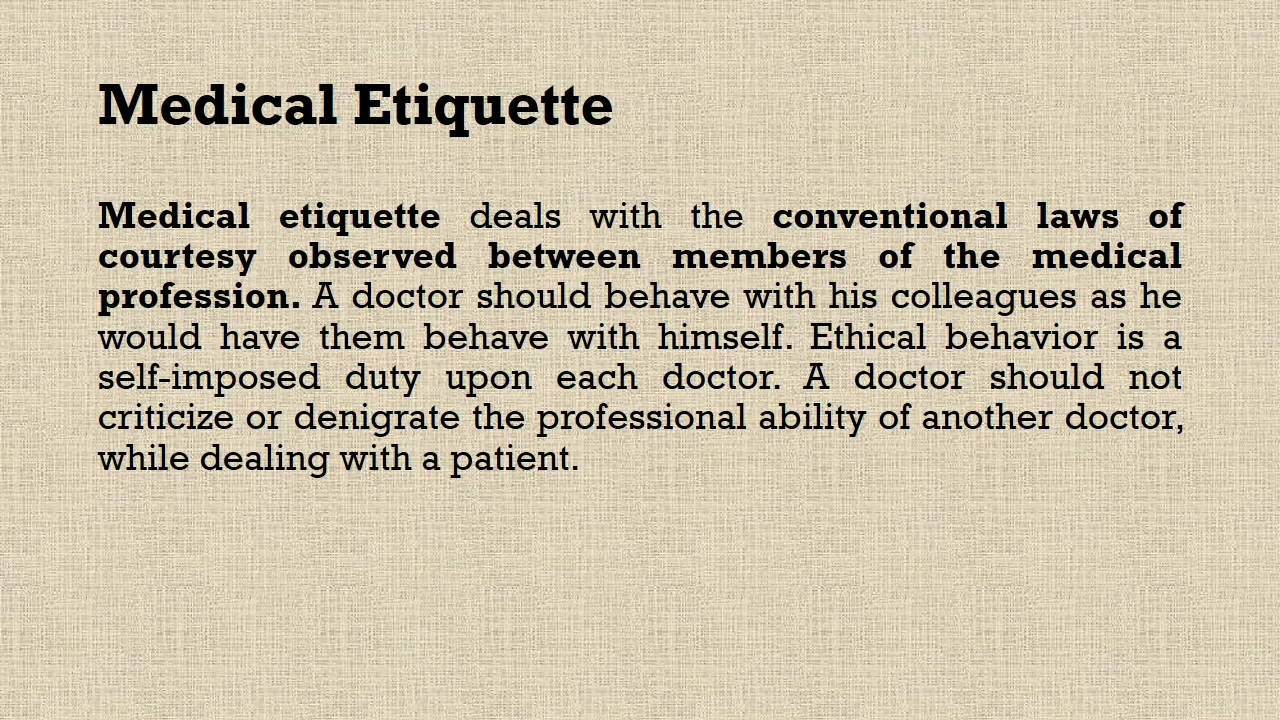 Medical Etiquette
Medical etiquette deals with the conventional laws of
courtesy observed between members of the medical
profession. A doctor should behave with his colleagues as he
would have them behave with himself. Ethical behavior is a
self-imposed duty upon each doctor. A doctor should not
criticize or denigrate the professional ability of another doctor,
while dealing with a patient.